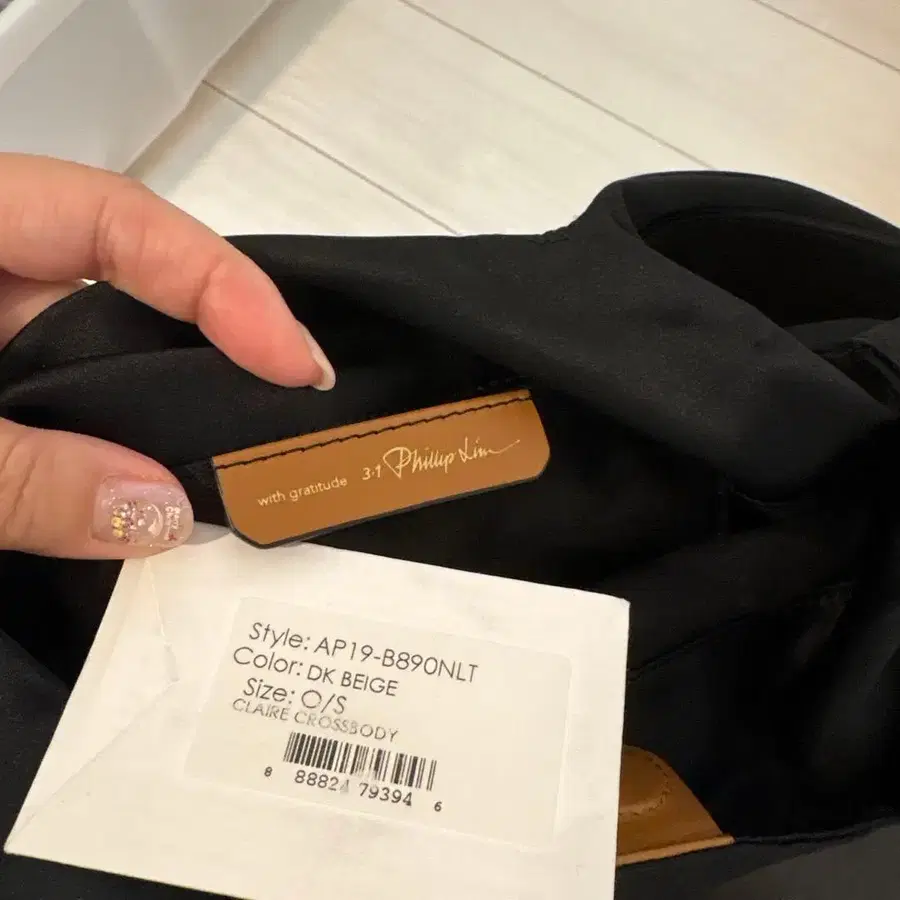 with gratitude 3·1 Phillip Lim
Style: AP19-B890NLT
Color: DK BEIGE
Size: O/S
CLAIRE CROSSBODY
8 88824 79394 6